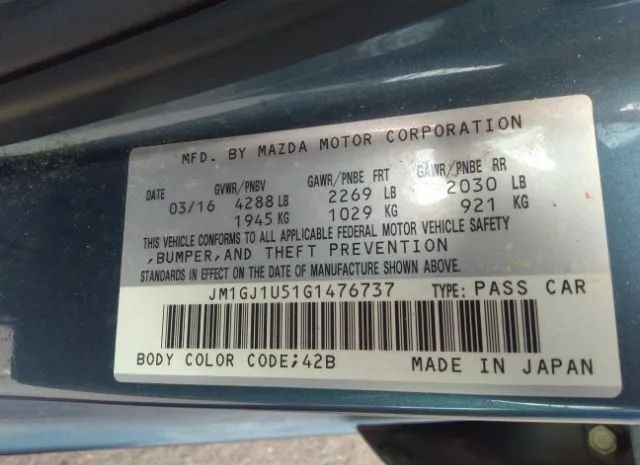 MFD. BY MAZDA MOTOR CORPORATION
DATE GVWR/PNBV GAWR/PNBE FRT GAWR/PNBE RR
03/16 4288 LB 2269 LB 2030 LB
1945 KG 1029 KG 921 KG
THIS VEHICLE CONFORMS TO ALL APPLICABLE FEDERAL MOTOR VEHICLE SAFETY
,BUMPER,AND THEFT PREVENTION
STANDARDS IN EFFECT ON THE DATE OF MANUFACTURE SHOWN ABOVE.
JM1GJ1U51G1476737 TYPE: PASS CAR
BODY COLOR CODE;42B MADE IN JAPAN